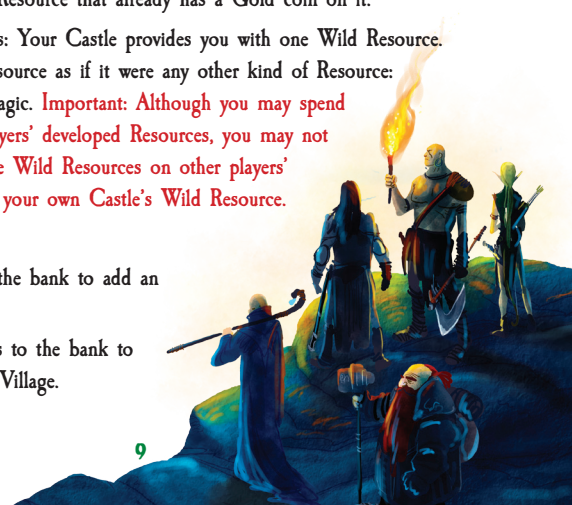 Resource that already has a Gold coin on it.
s: Your Castle provides you with one Wild Resource.
source as if it were any other kind of Resource:
agic. Important: Although you may spend
yers' developed Resources, you may not
e Wild Resources on other players'
your own Castle's Wild Resource.
the bank to add an
s to the bank to
Village.
9